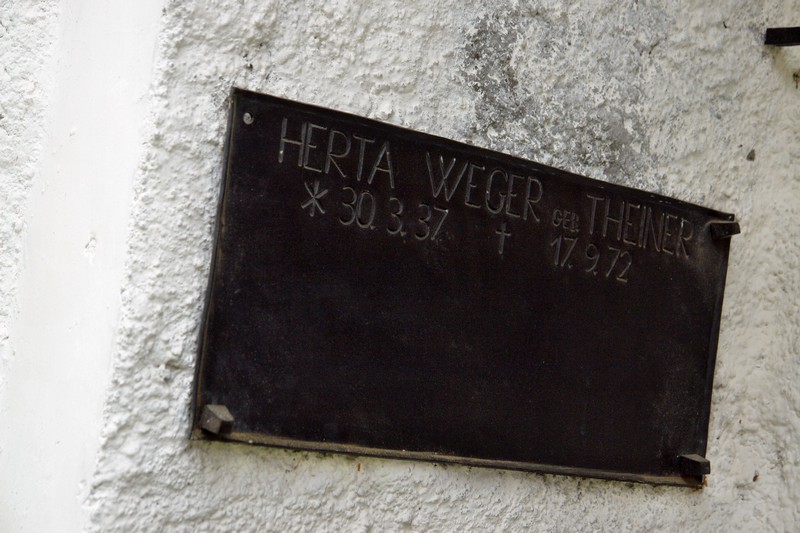 HERTA WEGER GEB. THEINER
* 30.3.37 † 17.9.72